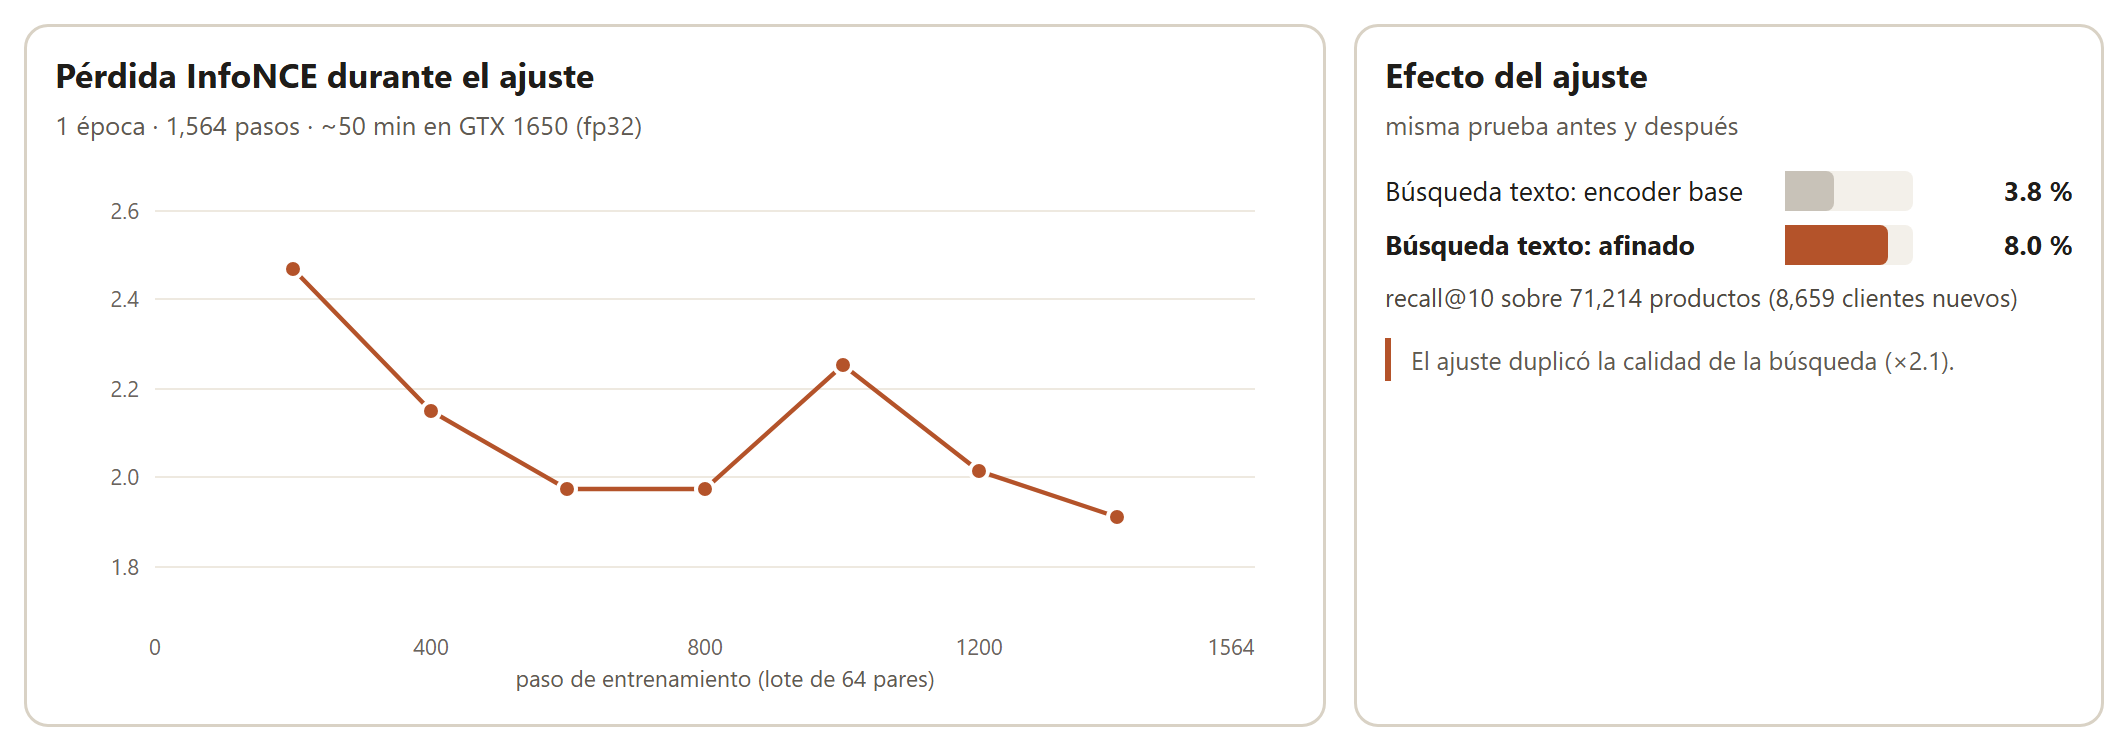 Pérdida InfoNCE durante el ajuste
1 época · 1,564 pasos · ~50 min en GTX 1650 (fp32)
2.6
2.4
2.2
2.0
1.8
0 400 800 1200 1564
paso de entrenamiento (lote de 64 pares)
Efecto del ajuste
misma prueba antes y después
Búsqueda texto: encoder base 3.8 %
Búsqueda texto: afinado 8.0 %
recall@10 sobre 71,214 productos (8,659 clientes nuevos)
El ajuste duplicó la calidad de la búsqueda (×2.1).